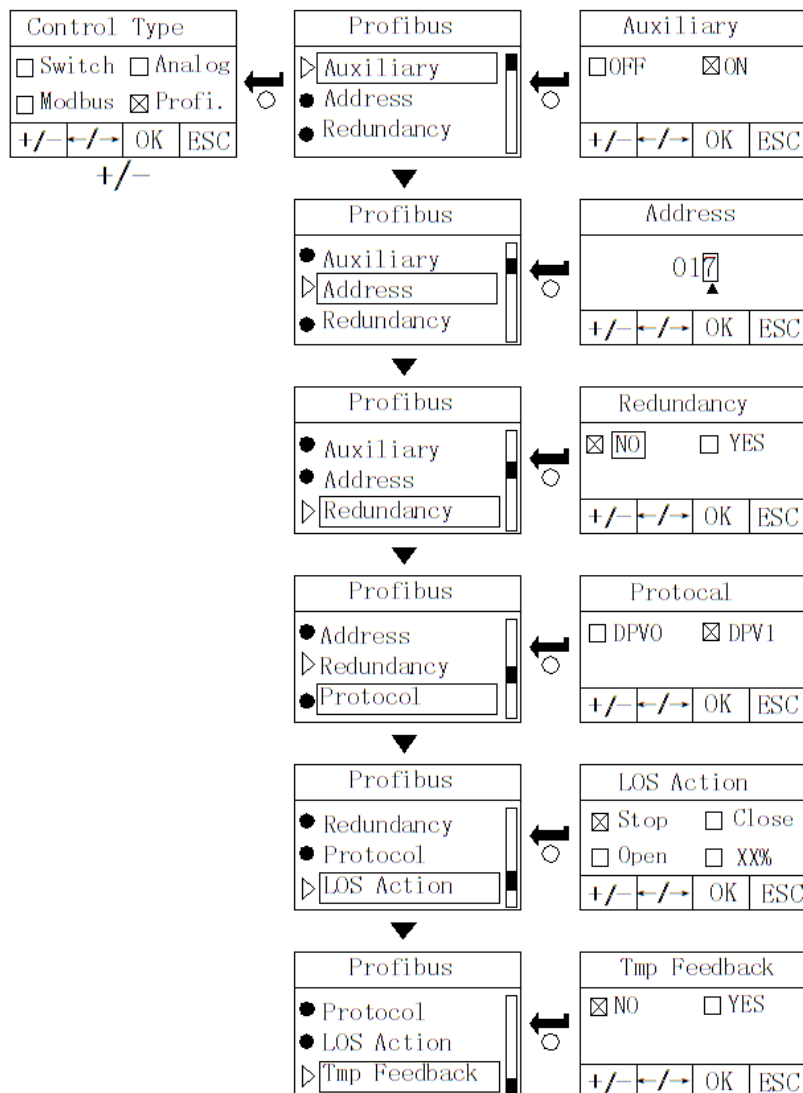 Control Type
☐ Switch ☐ Analog
☐ Modbus ☒ Profi.
+/- ←/→ OK ESC
+/-
Profibus
Auxiliary
Address
Redundancy
Auxiliary
☐ OFF ☒ ON
+/- ←/→ OK ESC
Profibus
Auxiliary
Address
Redundancy
Address
017
+/- ←/→ OK ESC
Profibus
Auxiliary
Address
Redundancy
Redundancy
☒ NO ☐ YES
+/- ←/→ OK ESC
Profibus
Address
Redundancy
Protocol
Protocal
☐ DPV0 ☒ DPV1
+/- ←/→ OK ESC
Profibus
Redundancy
Protocol
LOS Action
LOS Action
☒ Stop ☐ Close
☐ Open ☐ XX%
+/- ←/→ OK ESC
Profibus
Protocol
LOS Action
Tmp Feedback
Tmp Feedback
☒ NO ☐ YES
+/- ←/→ OK ESC